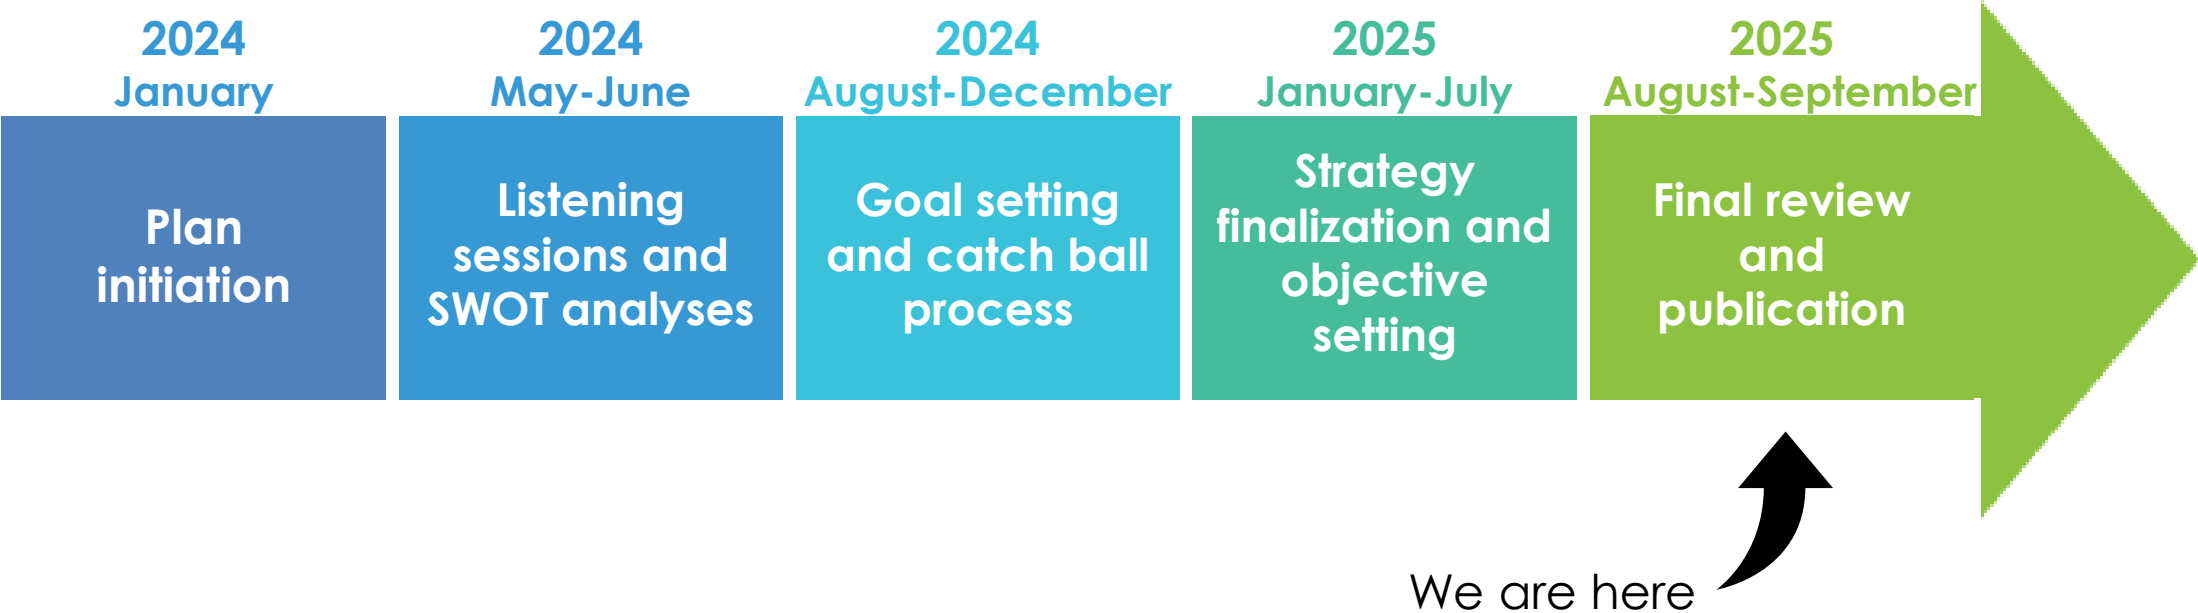 2024
January
Plan
initiation
2024
May-June
Listening
sessions and
SWOT analyses
2024
August-December
Goal setting
and catch ball
process
2025
January-July
Strategy
finalization and
objective
setting
2025
August-September
Final review
and
publication
We are here